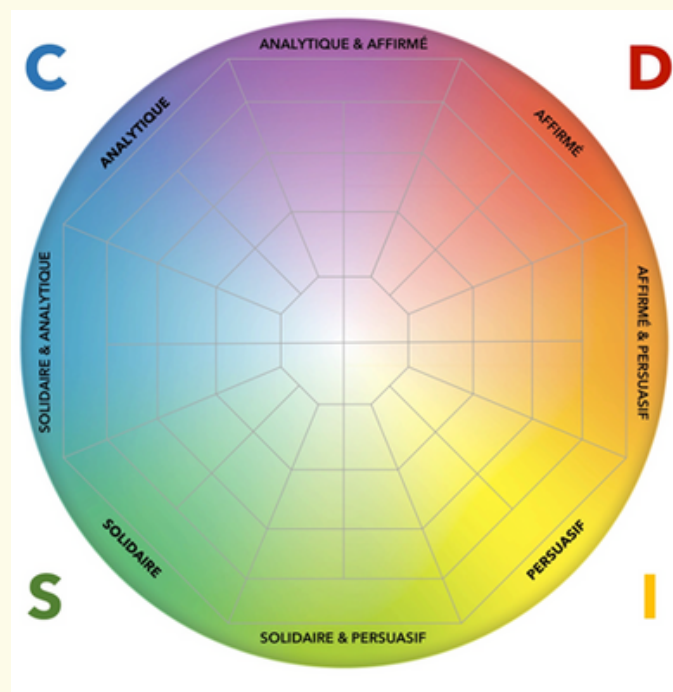 C
ANALYTIQUE & AFFIRMÉ
D
ANALYTIQUE
AFFIRMÉ
SOLIDAIRE & ANALYTIQUE
AFFIRMÉ & PERSUASIF
SOLIDAIRE
PERSUASIF
S
I
SOLIDAIRE & PERSUASIF